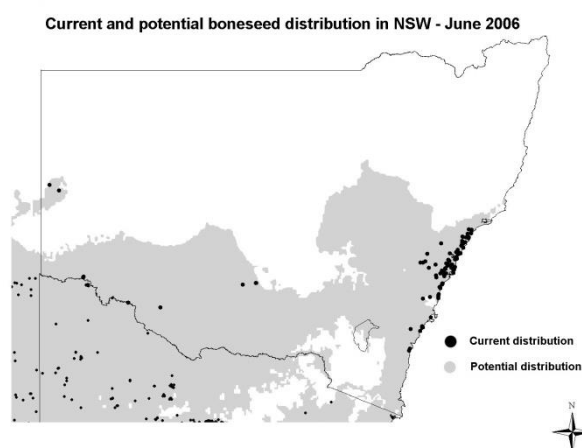 Current and potential boneseed distribution in NSW - June 2006
Current distribution
Potential distribution
N